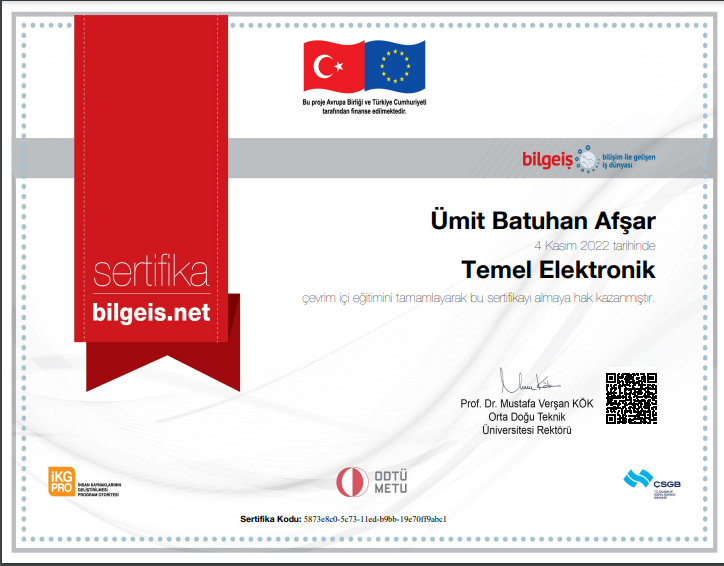 Bu proje Avrupa Birliği ve Türkiye Cumhuriyeti
tarafından finanse edilmektedir.
bilgeiş
bilişim ile gelişen
iş dünyası
Ümit Batuhan Afşar
4 Kasım 2022 tarihinde
Temel Elektronik
çevrim içi eğitimini tamamlayarak bu sertifikayı almaya hak kazanmıştır.
sertifika
bilgeis.net
Prof. Dr. Mustafa Verşan KÖK
Orta Doğu Teknik
Üniversitesi Rektörü
iKG
PRO
İNSAN KAYNAKLARININ
GELİŞTİRİLMESİ
PROGRAM OTORİTESİ
ODTÜ
METU
ÇSGB
Sertifika Kodu: 5873e8c0-5c73-11ed-b9bb-19e70ff9abc1